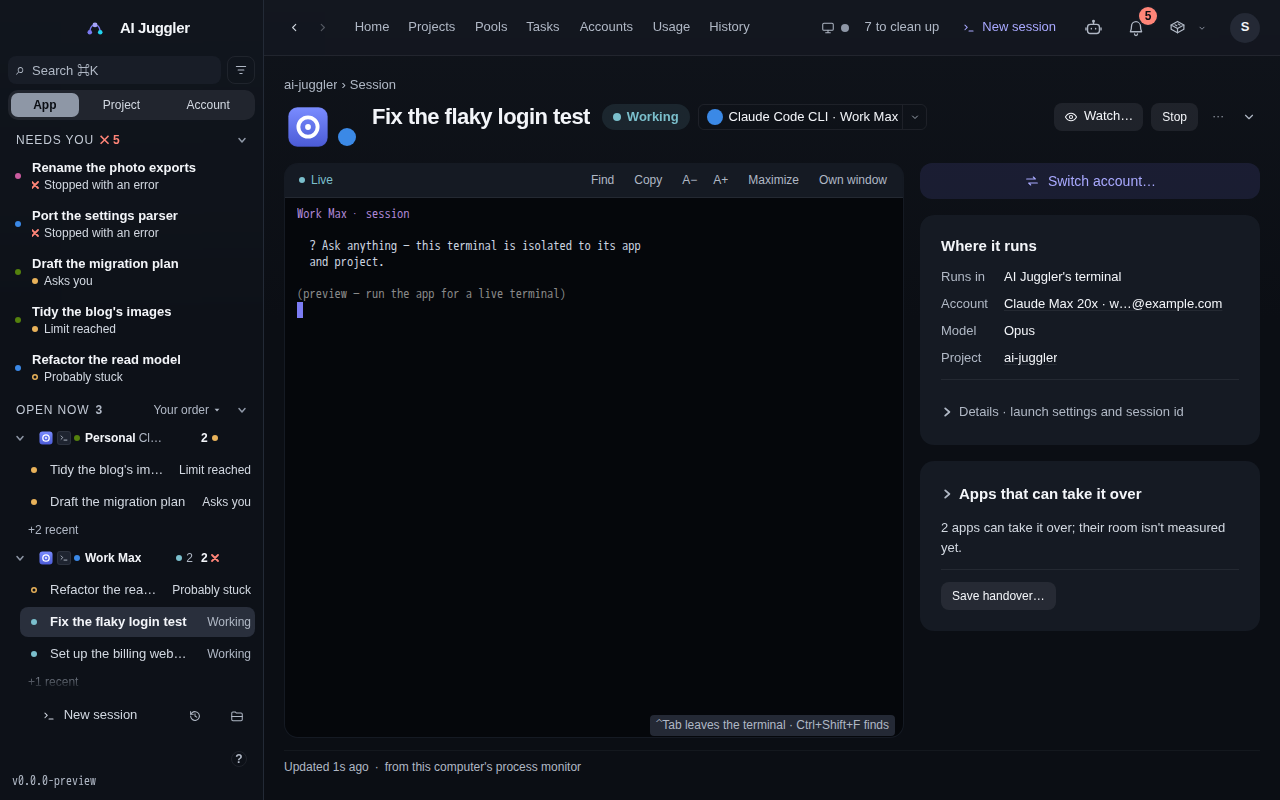 AI Juggler
Search ⌘K
App Project Account
NEEDS YOU 5
Rename the photo exports
Stopped with an error
Port the settings parser
Stopped with an error
Draft the migration plan
Asks you
Tidy the blog's images
Limit reached
Refactor the read model
Probably stuck
OPEN NOW 3 Your order
Personal Cl… 2
Tidy the blog's im… Limit reached
Draft the migration plan Asks you
+2 recent
Work Max 2 2
Refactor the rea… Probably stuck
Fix the flaky login test Working
Set up the billing web… Working
+1 recent
New session
?
v0.0.0-preview
Home Projects Pools Tasks Accounts Usage History
7 to clean up
New session
5
S
ai-juggler › Session
Fix the flaky login test
Working
Claude Code CLI · Work Max
Watch…
Stop
Live
Find Copy A− A+ Maximize Own window
Work Max · session
? Ask anything — this terminal is isolated to its app
and project.
(preview — run the app for a live terminal)
^Tab leaves the terminal · Ctrl+Shift+F finds
Switch account…
Where it runs
Runs in AI Juggler's terminal
Account Claude Max 20x · w…@example.com
Model Opus
Project ai-juggler
Details · launch settings and session id
Apps that can take it over
2 apps can take it over; their room isn't measured
yet.
Save handover…
Updated 1s ago · from this computer's process monitor